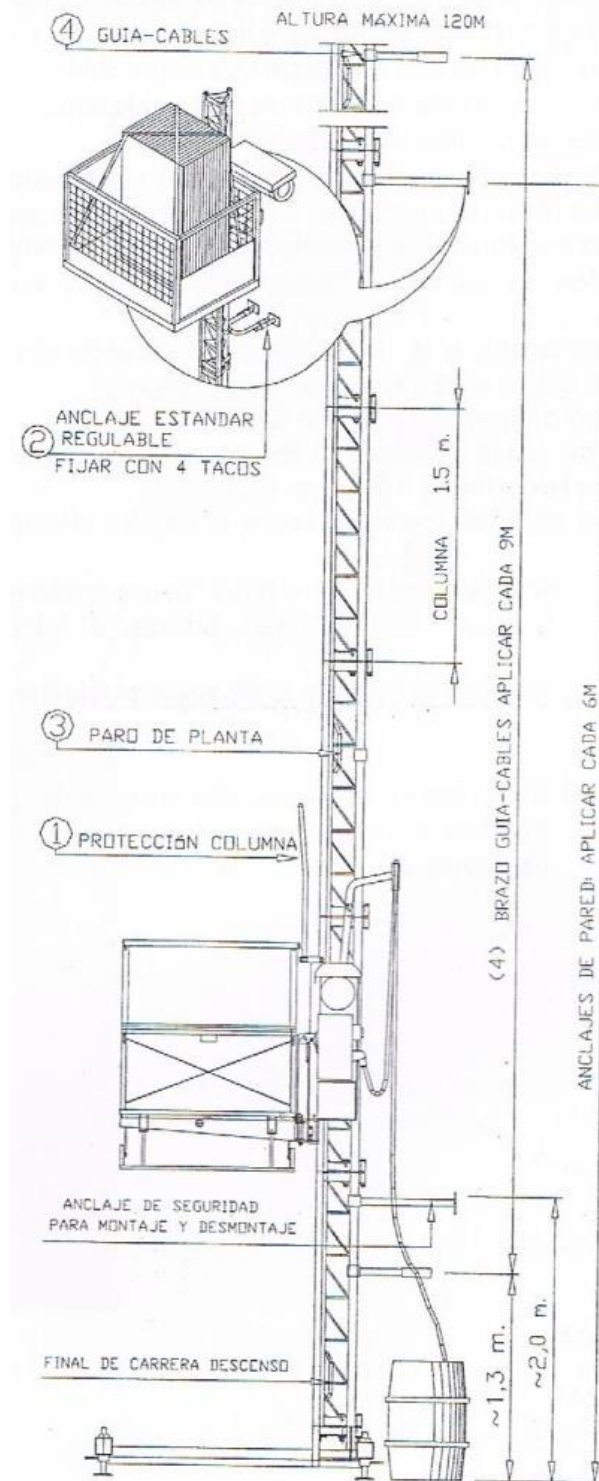 ④ GUIA-CABLES
ALTURA MÁXIMA 120M
② ANCLAJE ESTANDAR
REGULABLE
FIJAR CON 4 TACOS
COLUMNA 1.5 m.
③ PARO DE PLANTA
① PROTECCIÓN COLUMNA
(4) BRAZO GUIA-CABLES APLICAR CADA 9M
ANCLAJES DE PARED: APLICAR CADA 6M
ANCLAJE DE SEGURIDAD
PARA MONTAJE Y DESMONTAJE
FINAL DE CARRERA DESCENSO
~1,3 m.
~2,0 m.